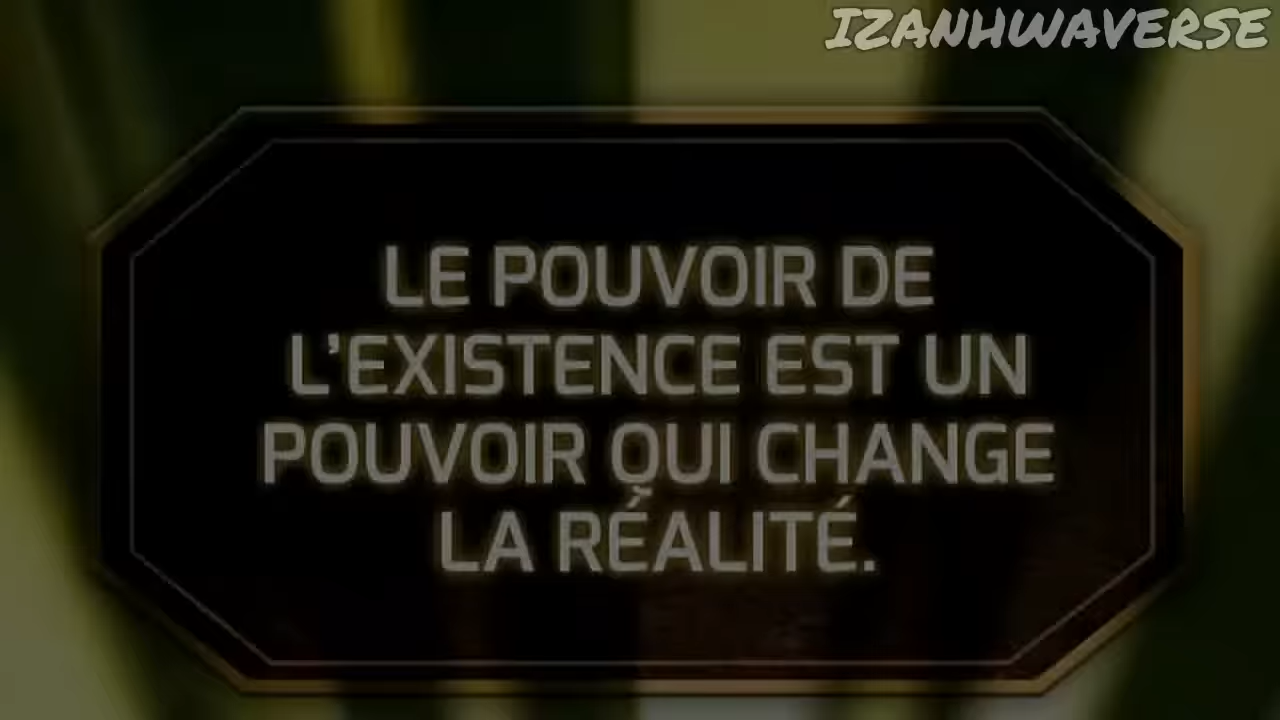 IZANHWAVERSE
LE POUVOIR DE
L'EXISTENCE EST UN
POUVOIR QUI CHANGE
LA RÉALITÉ.